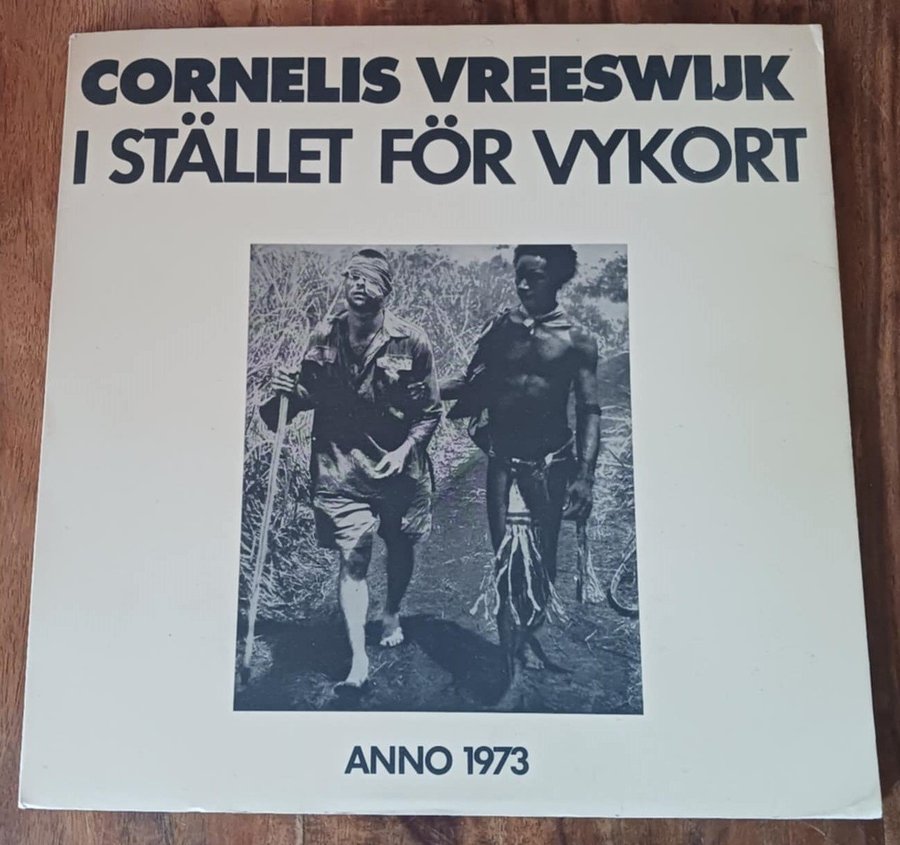 CORNELIS VREESWIJK
I STÄLLET FÖR VYKORT
ANNO 1973